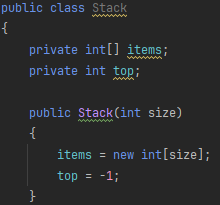 public class Stack
{
    private int[] items;
    private int top;

    public Stack(int size)
    {
        items = new int[size];
        top = -1;
    }